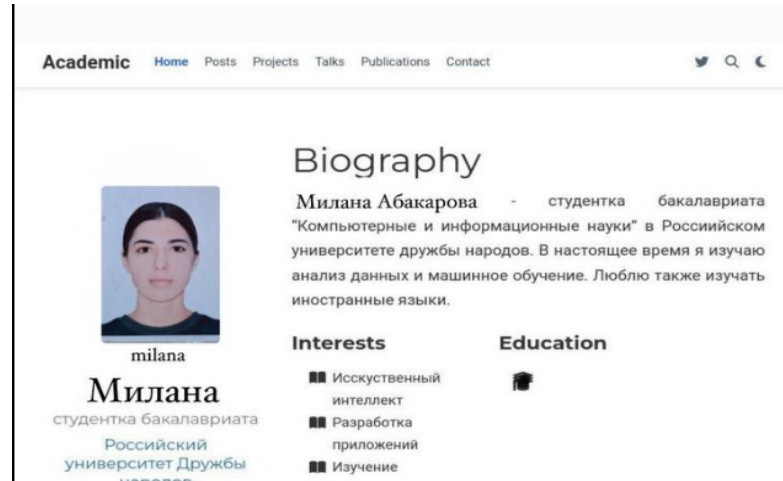 Academic Home Posts Projects Talks Publications Contact
Biography
Милана Абакарова - студентка бакалавриата
"Компьютерные и информационные науки" в Россиийском
университете дружбы народов. В настоящее время я изучаю
анализ данных и машинное обучение. Люблю также изучать
иностранные языки.
milana
Милана
студентка бакалавриата
Российский
университет Дружбы
народов
Interests
Исскуственный
интеллект
Разработка
приложений
Изучение
Education